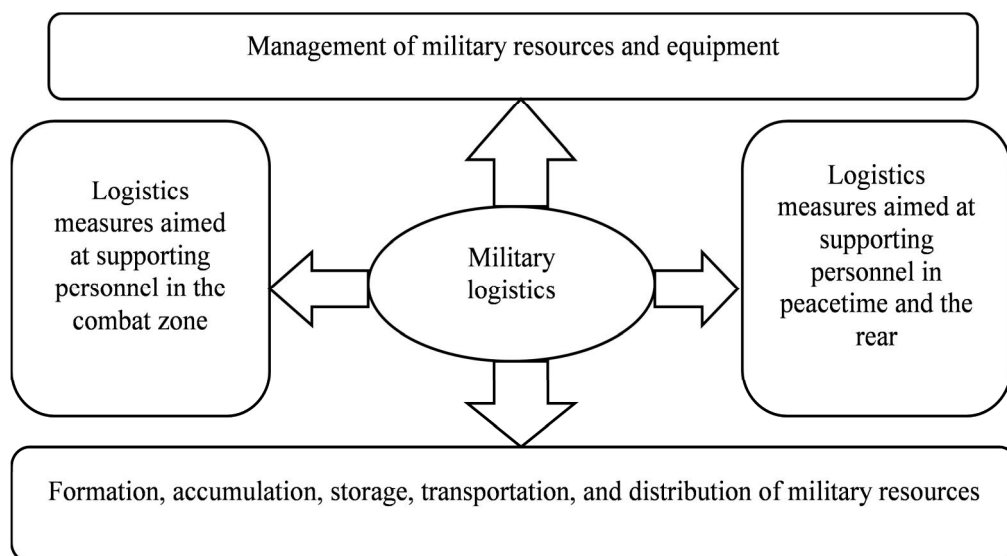 Management of military resources and equipment
Logistics
measures aimed
at supporting
personnel in the
combat zone
Military
logistics
Logistics
measures aimed at
supporting
personnel in
peacetime and the
rear
Formation, accumulation, storage, transportation, and distribution of military resources